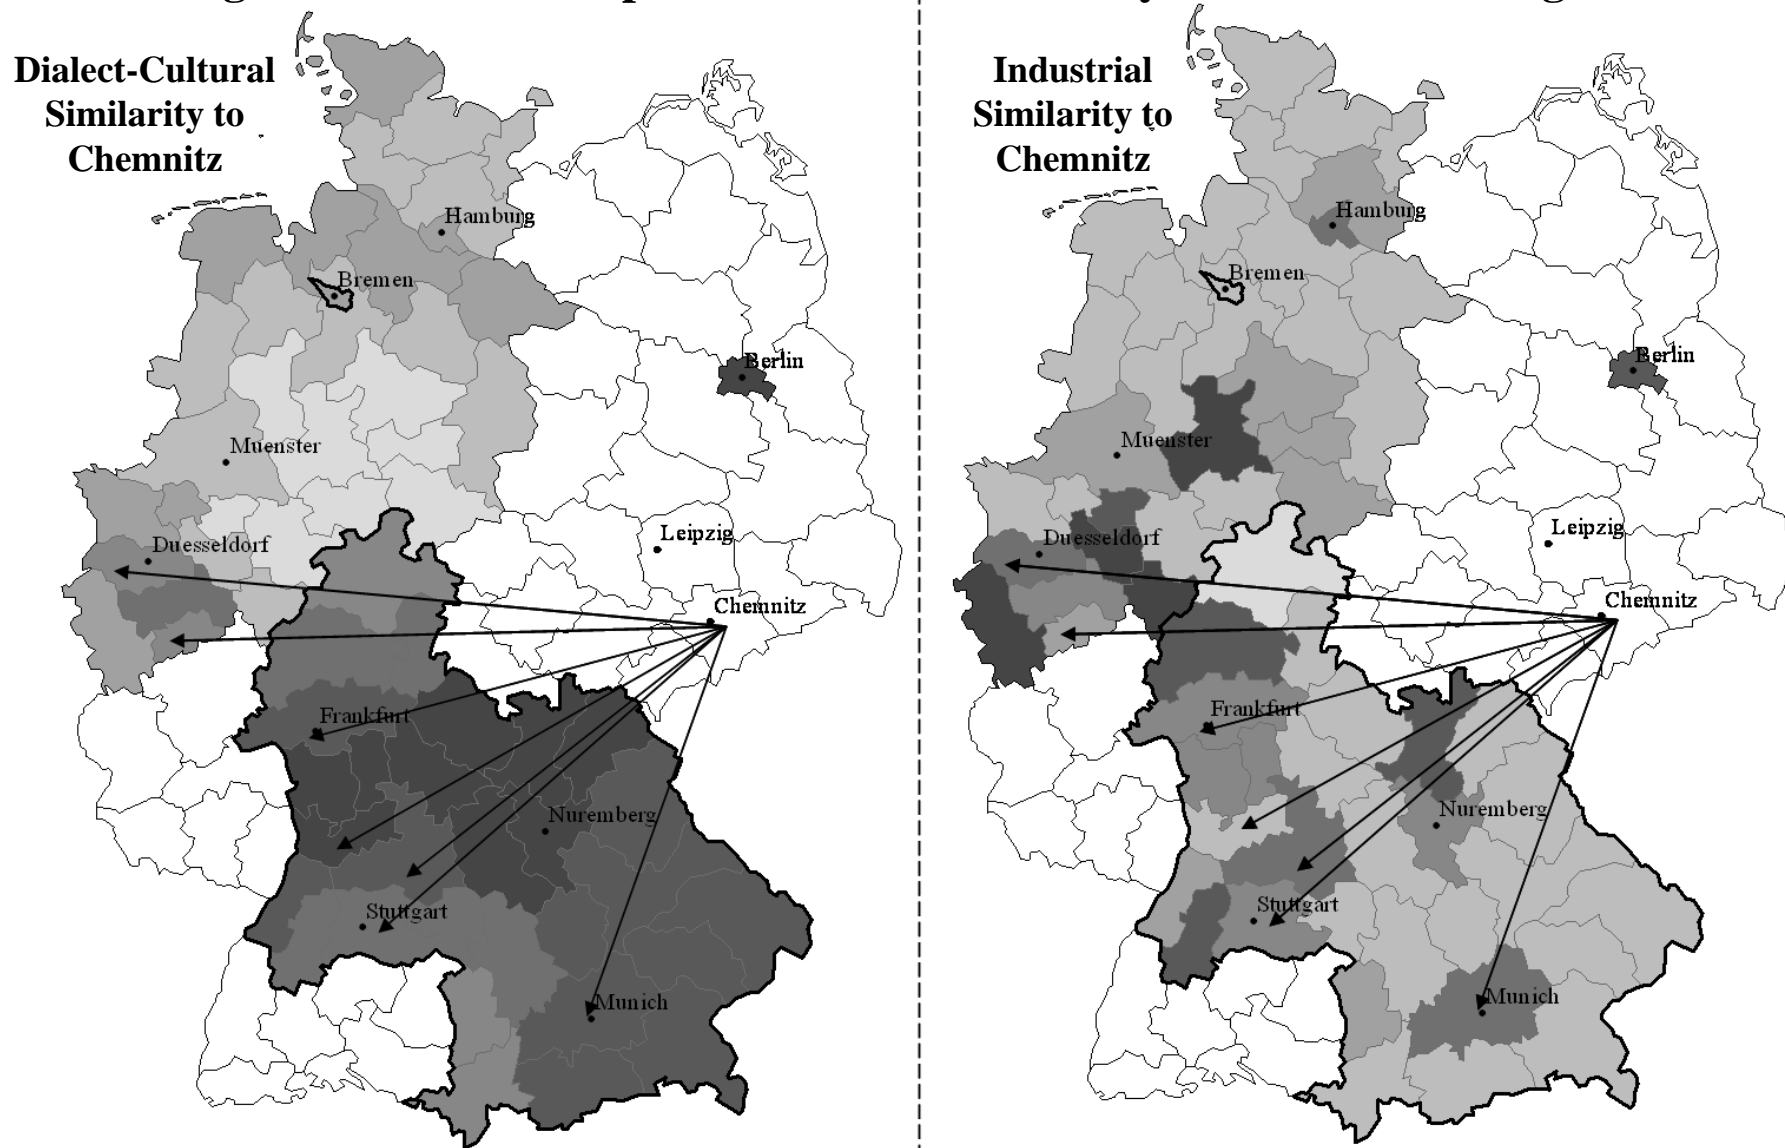 Dialect-Cultural
Similarity to
Chemnitz
Hamburg
Bremen
Berlin
Muenster
Duesseldorf
Leipzig
Chemnitz
Frankfurt
Nuremberg
Stuttgart
Munich
Industrial
Similarity to
Chemnitz
Hamburg
Bremen
Berlin
Muenster
Duesseldorf
Leipzig
Chemnitz
Frankfurt
Nuremberg
Stuttgart
Munich